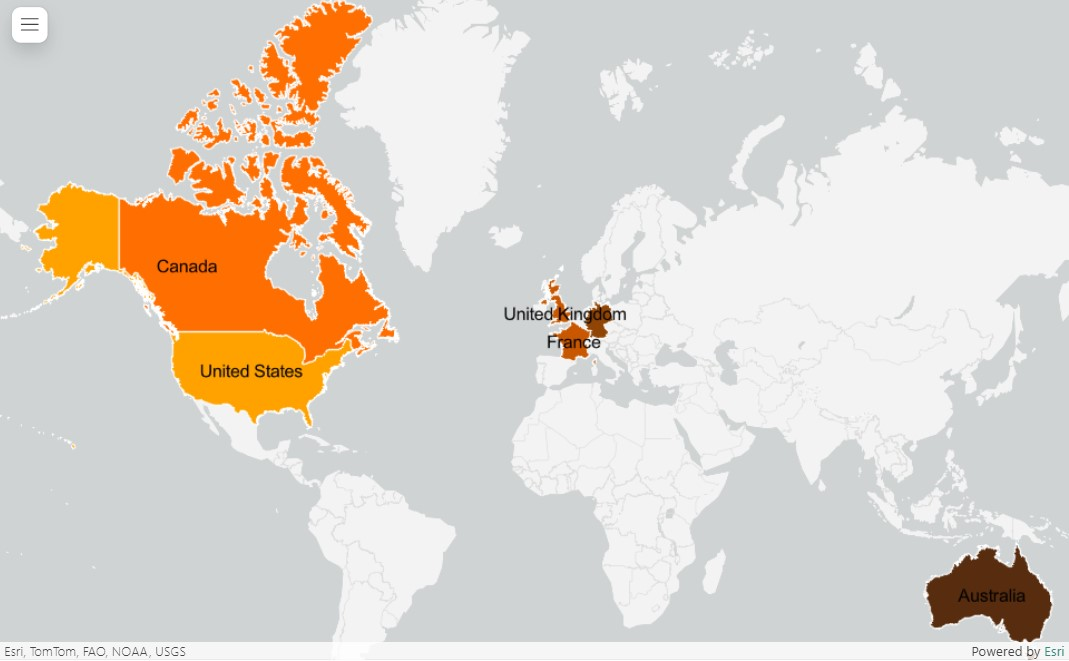 Canada
United Kingdom
France
United States
Australia
Esri, TomTom, FAO, NOAA, USGS
Powered by Esri